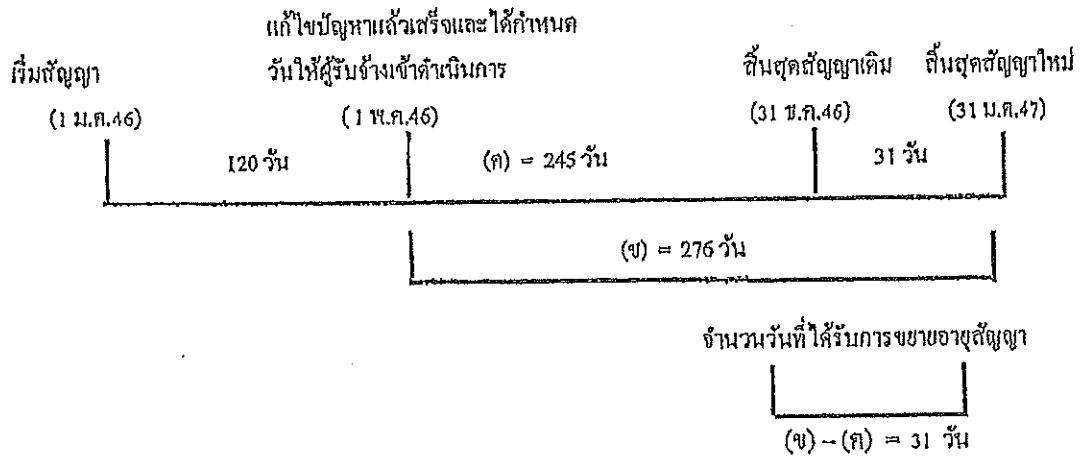 แก้ไขปัญหาแล้วเสร็จและได้กำหนด
เริ่มสัญญา
วันให้ผู้รับจ้างเข้าดำเนินการ
สิ้นสุดสัญญาเดิม
สิ้นสุดสัญญาใหม่
(1 ม.ค.46)
(1 พ.ค.46)
(31 ธ.ค.46)
(31 ม.ค.47)
120 วัน
(ค) = 245 วัน
31 วัน
(ข) = 276 วัน
จำนวนวันที่ได้รับการขยายอายุสัญญา
(ข) – (ค) = 31 วัน